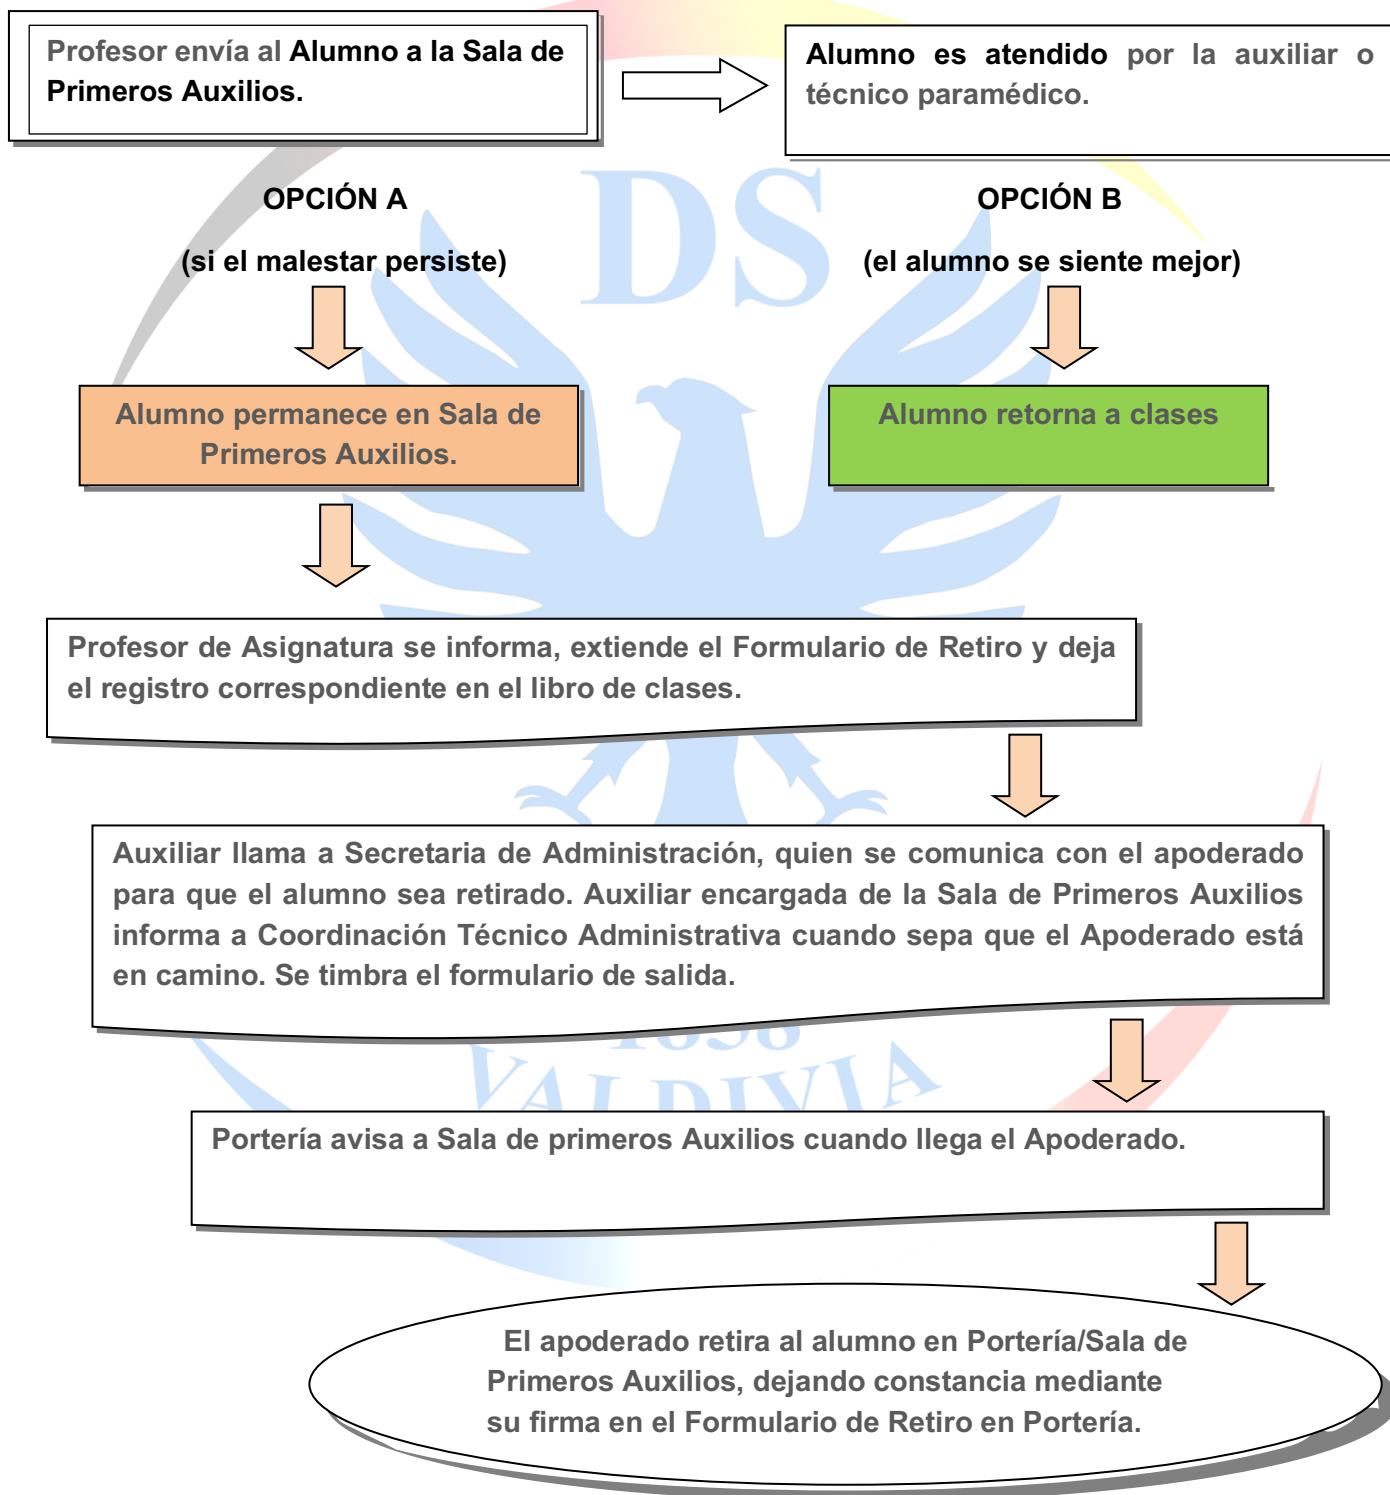 Profesor envía al Alumno a la Sala de
Primeros Auxilios.
Alumno es atendido por la auxiliar o
técnico paramédico.
DS
OPCIÓN A
(si el malestar persiste)
OPCIÓN B
(el alumno se siente mejor)
Alumno permanece en Sala de
Primeros Auxilios.
Alumno retorna a clases
Profesor de Asignatura se informa, extiende el Formulario de Retiro y deja
el registro correspondiente en el libro de clases.
Auxiliar llama a Secretaria de Administración, quien se comunica con el apoderado
para que el alumno sea retirado. Auxiliar encargada de la Sala de Primeros Auxilios
informa a Coordinación Técnico Administrativa cuando sepa que el Apoderado está
en camino. Se timbra el formulario de salida.
1858
VALDIVIA
Portería avisa a Sala de primeros Auxilios cuando llega el Apoderado.
El apoderado retira al alumno en Portería/Sala de
Primeros Auxilios, dejando constancia mediante
su firma en el Formulario de Retiro en Portería.